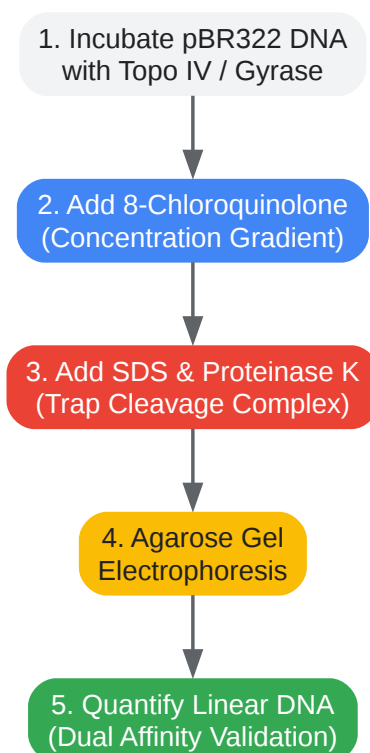 1. Incubate pBR322 DNA
with Topo IV / Gyrase
2. Add 8-Chloroquinolone
(Concentration Gradient)
3. Add SDS & Proteinase K
(Trap Cleavage Complex)
4. Agarose Gel
Electrophoresis
5. Quantify Linear DNA
(Dual Affinity Validation)